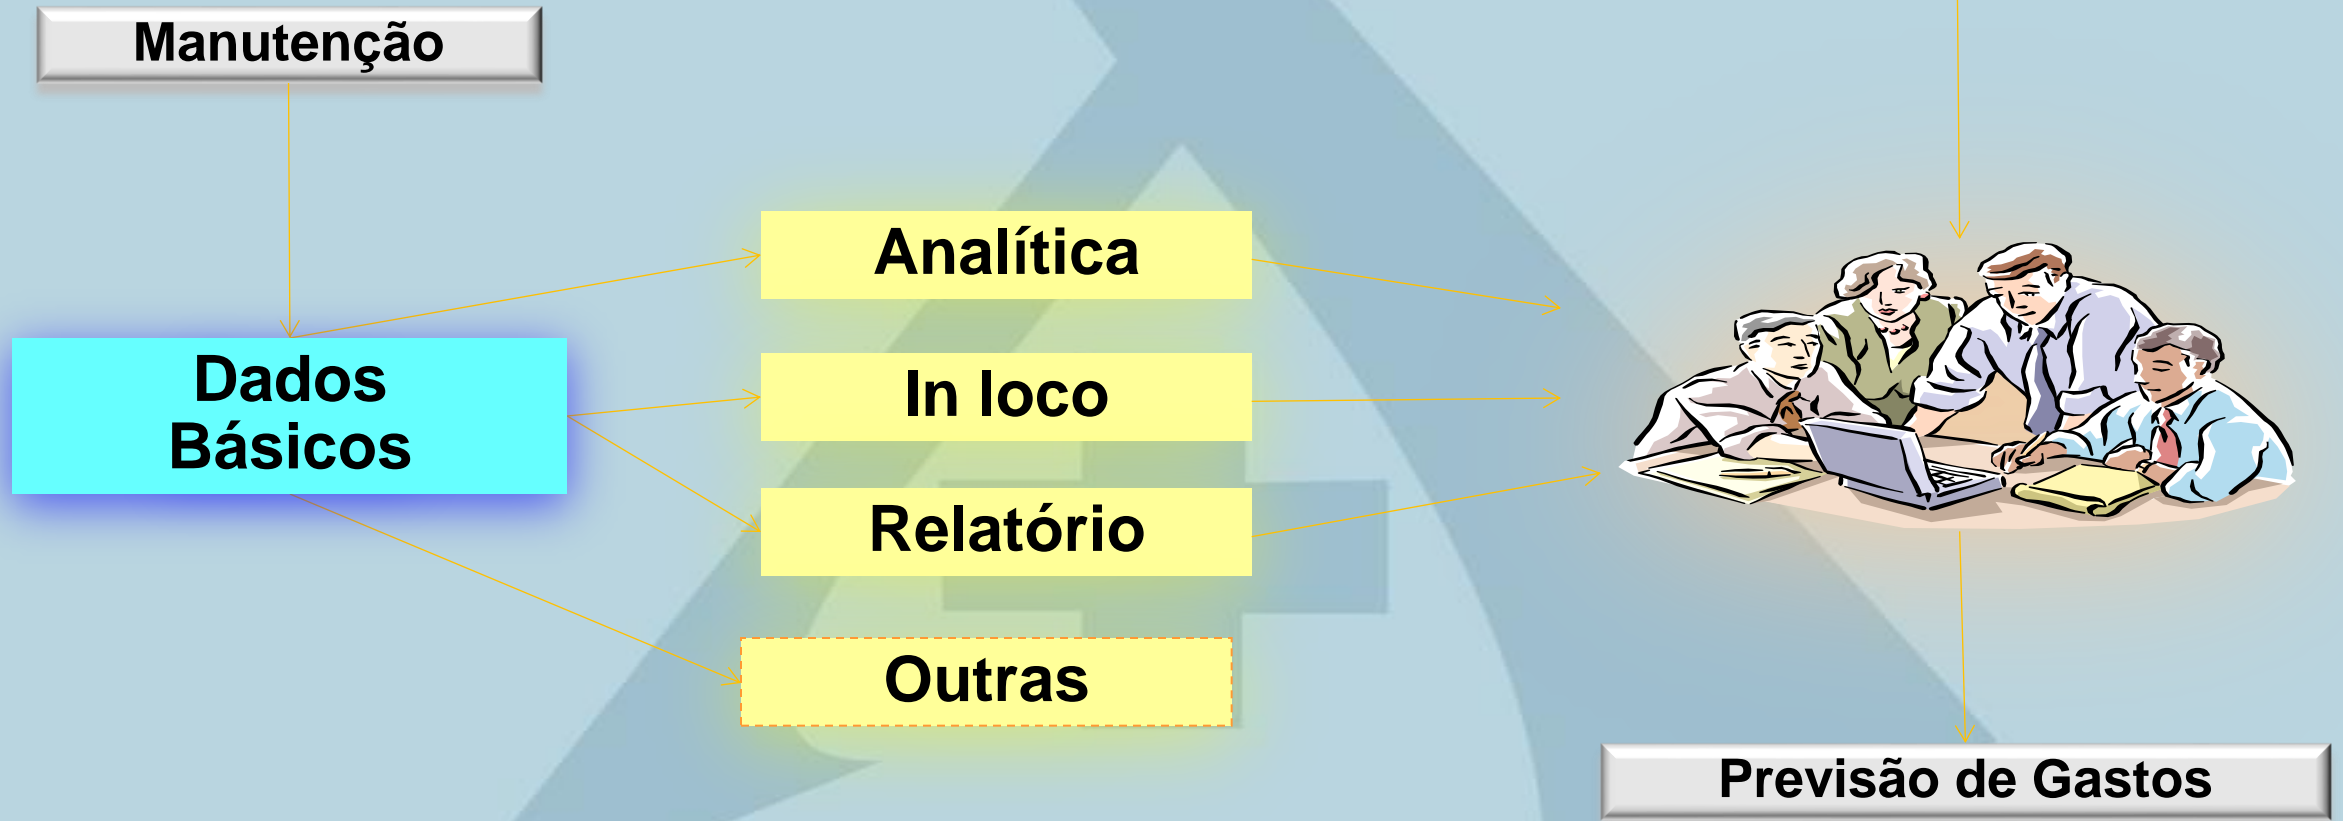 Manutenção
Dados
Básicos
Analítica
In loco
Relatório
Outras
Previsão de Gastos